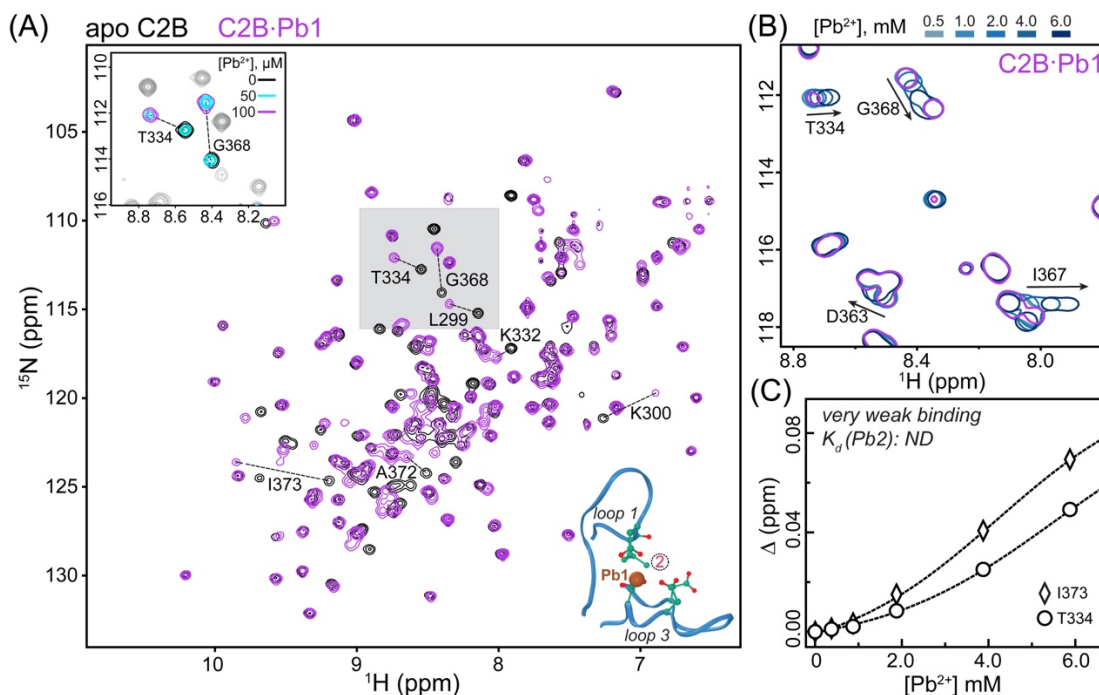 (A) apo C2B C2B·Pb1
[Pb²⁺], µM
0
50
100
110
112
114
116
8.8 8.6 8.4 8.2
T334
G368
105
110
115
120
125
130
¹⁵N (ppm)
T334
G368
L299
K332
K300
I373
A372
loop 1
2
Pb1
loop 3
10 9 8 7
¹H (ppm)
(B) [Pb²⁺], mM 0.5 1.0 2.0 4.0 6.0
C2B·Pb1
112
114
116
118
T334
G368
I367
D363
8.8 8.4 8.0
¹H (ppm)
(C)
very weak binding
K_d (Pb2): ND
0.08
0.04
0.00
Δ (ppm)
I373
T334
0 2.0 4.0 6.0
[Pb²⁺] mM